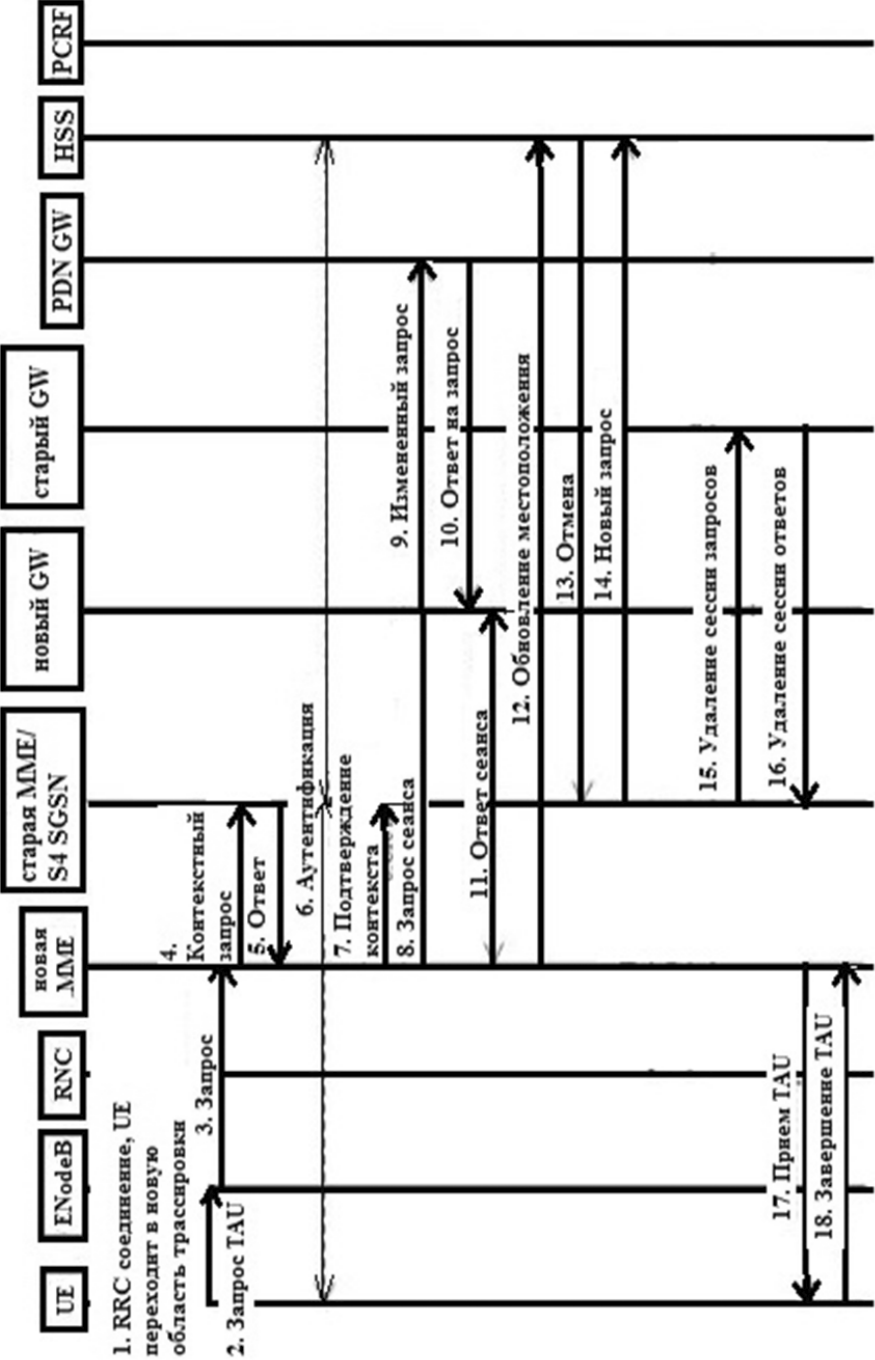 UE
ENodeB
RNC
новая
MME
старая MME/
S4 SGSN
новый GW
старый GW
PDN GW
HSS
PCRF
1. RRC соединение, UE
переходит в новую
область трассировки
2. Запрос TAU
3. Запрос
4.
Контекстный
запрос
5. Ответ
6. Аутентификация
7. Подтверждение
контекста
8. Запрос сеанса
9. Измененный запрос
10. Ответ на запрос
11. Ответ сеанса
12. Обновление местоположения
13. Отмена
14. Новый запрос
15. Удаление сессии запросов
16. Удаление сессии ответов
17. Прием TAU
18. Завершение TAU